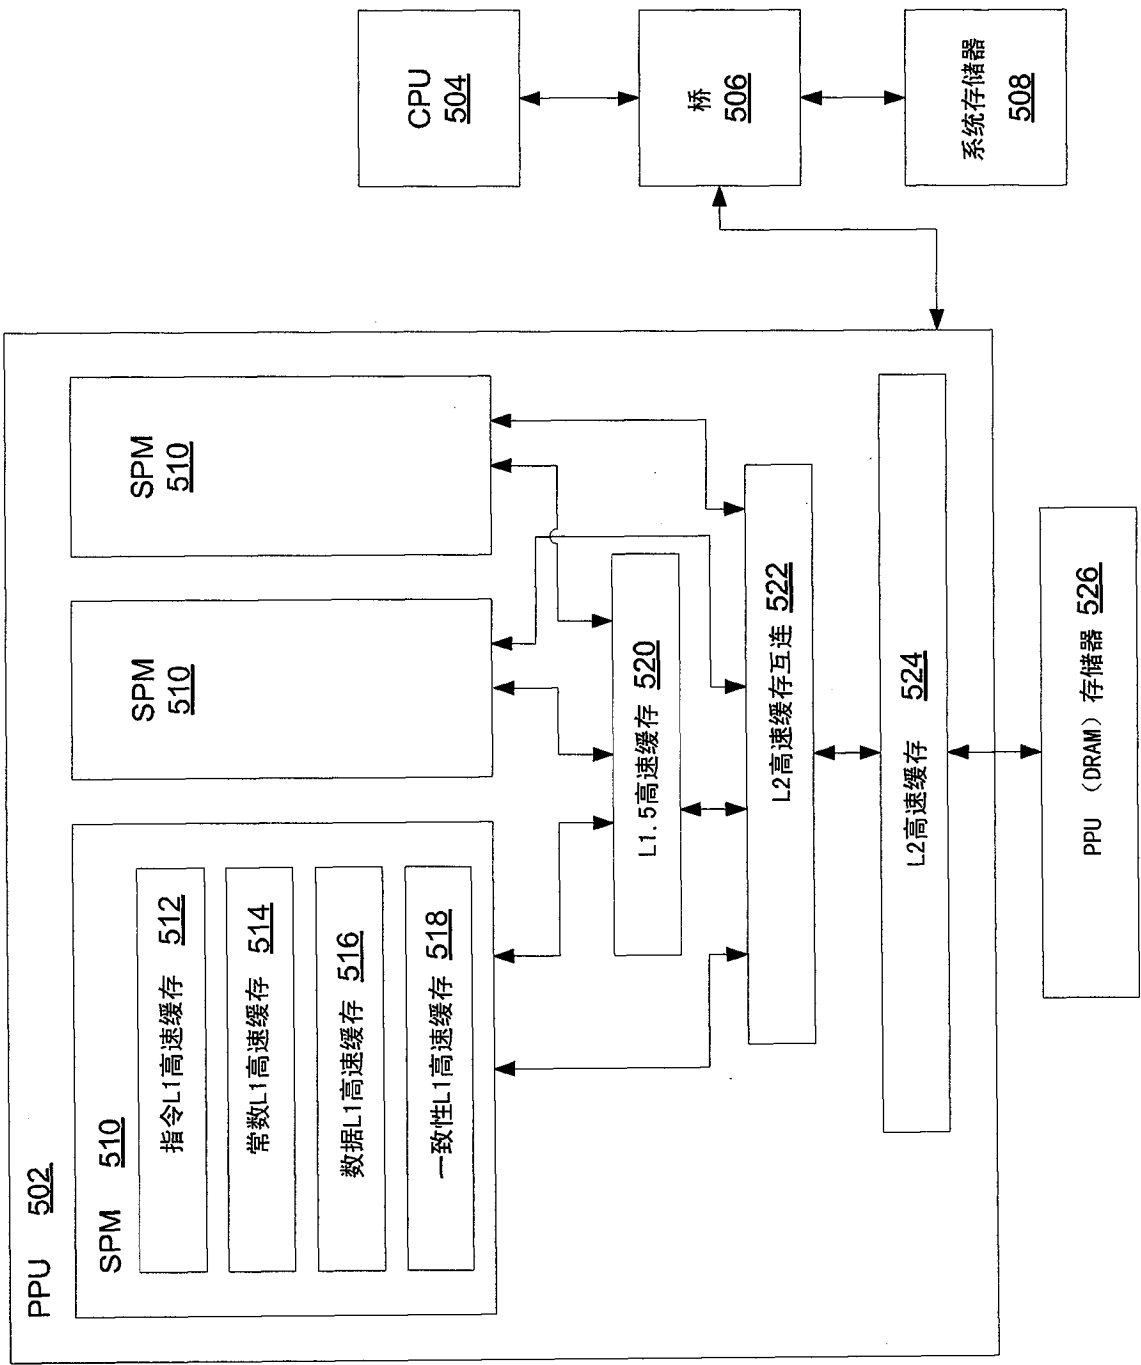 PPU 502
SPM 510
指令L1高速缓存 512
常数L1高速缓存 514
数据L1高速缓存 516
一致性L1高速缓存 518
SPM
510
SPM
510
L1.5高速缓存 520
L2高速缓存互连 522
L2高速缓存 524
PPU（DRAM）存储器 526
CPU
504
桥
506
系统存储器
508